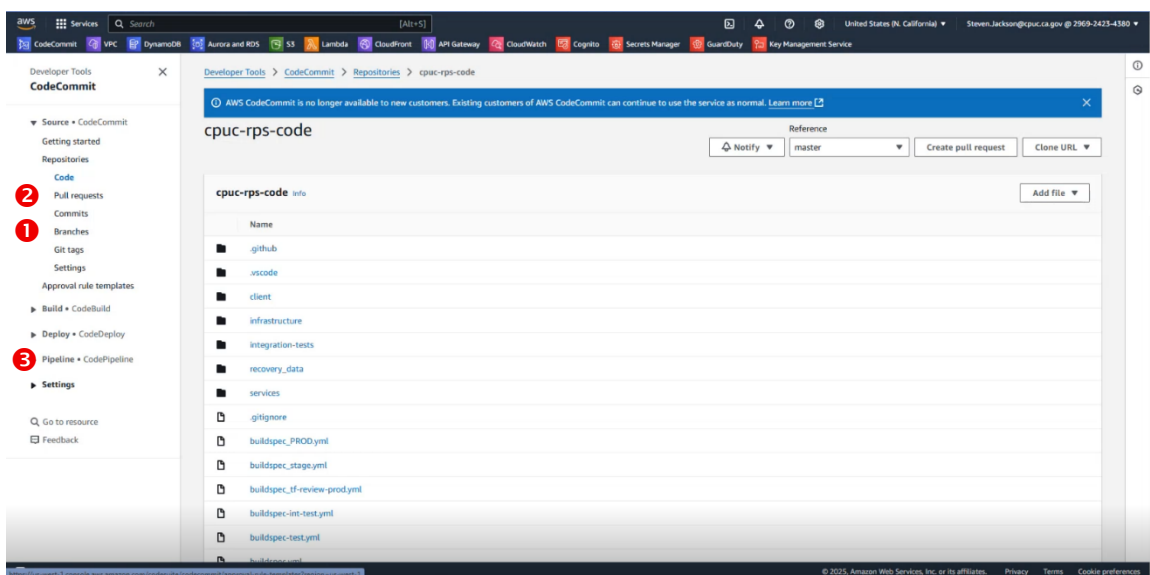 aws Services Search [Alt+S] United States (N. California) Steven.Jackson@cpuc.ca.gov @ 2969-2423-4380
CodeCommit VPC DynamoDB Aurora and RDS S3 Lambda CloudFront API Gateway CloudWatch Cognito Secrets Manager GuardDuty Key Management Service
Developer Tools
CodeCommit
Developer Tools > CodeCommit > Repositories > cpuc-rps-code
AWS CodeCommit is no longer available to new customers. Existing customers of AWS CodeCommit can continue to use the service as normal. Learn more
Source • CodeCommit
Getting started
Repositories
Code
2 Pull requests
Commits
1 Branches
Git tags
Settings
Approval rule templates
Build • CodeBuild
Deploy • CodeDeploy
3 Pipeline • CodePipeline
Settings
Go to resource
Feedback
cpuc-rps-code
Reference
Notify master Create pull request Clone URL
cpuc-rps-code Info Add file
Name
.github
.vscode
client
infrastructure
integration-tests
recovery_data
services
.gitignore
buildspec_PROD.yml
buildspec_stage.yml
buildspec_tf-review-prod.yml
buildspec-int-test.yml
buildspec-test.yml
© 2025, Amazon Web Services, Inc. or its affiliates. Privacy Terms Cookie preferences